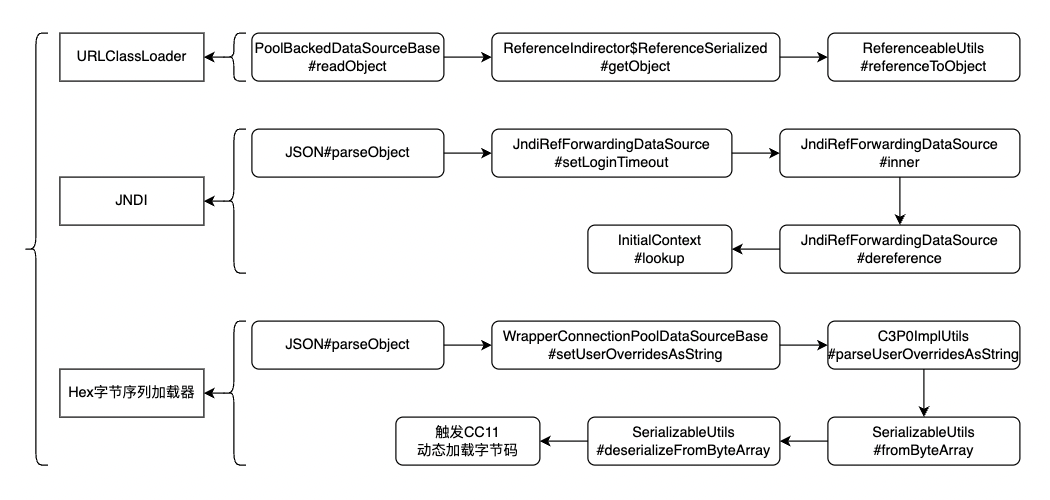 URLClassLoader
PoolBackedDataSourceBase
#readObject
ReferenceIndirector$ReferenceSerialized
#getObject
ReferenceableUtils
#referenceToObject
JNDI
JSON#parseObject
JndiRefForwardingDataSource
#setLoginTimeout
JndiRefForwardingDataSource
#inner
JndiRefForwardingDataSource
#dereference
InitialContext
#lookup
Hex字节序列加载器
JSON#parseObject
WrapperConnectionPoolDataSourceBase
#setUserOverridesAsString
C3P0ImplUtils
#parseUserOverridesAsString
SerializableUtils
#fromByteArray
SerializableUtils
#deserializeFromByteArray
触发CC11
动态加载字节码